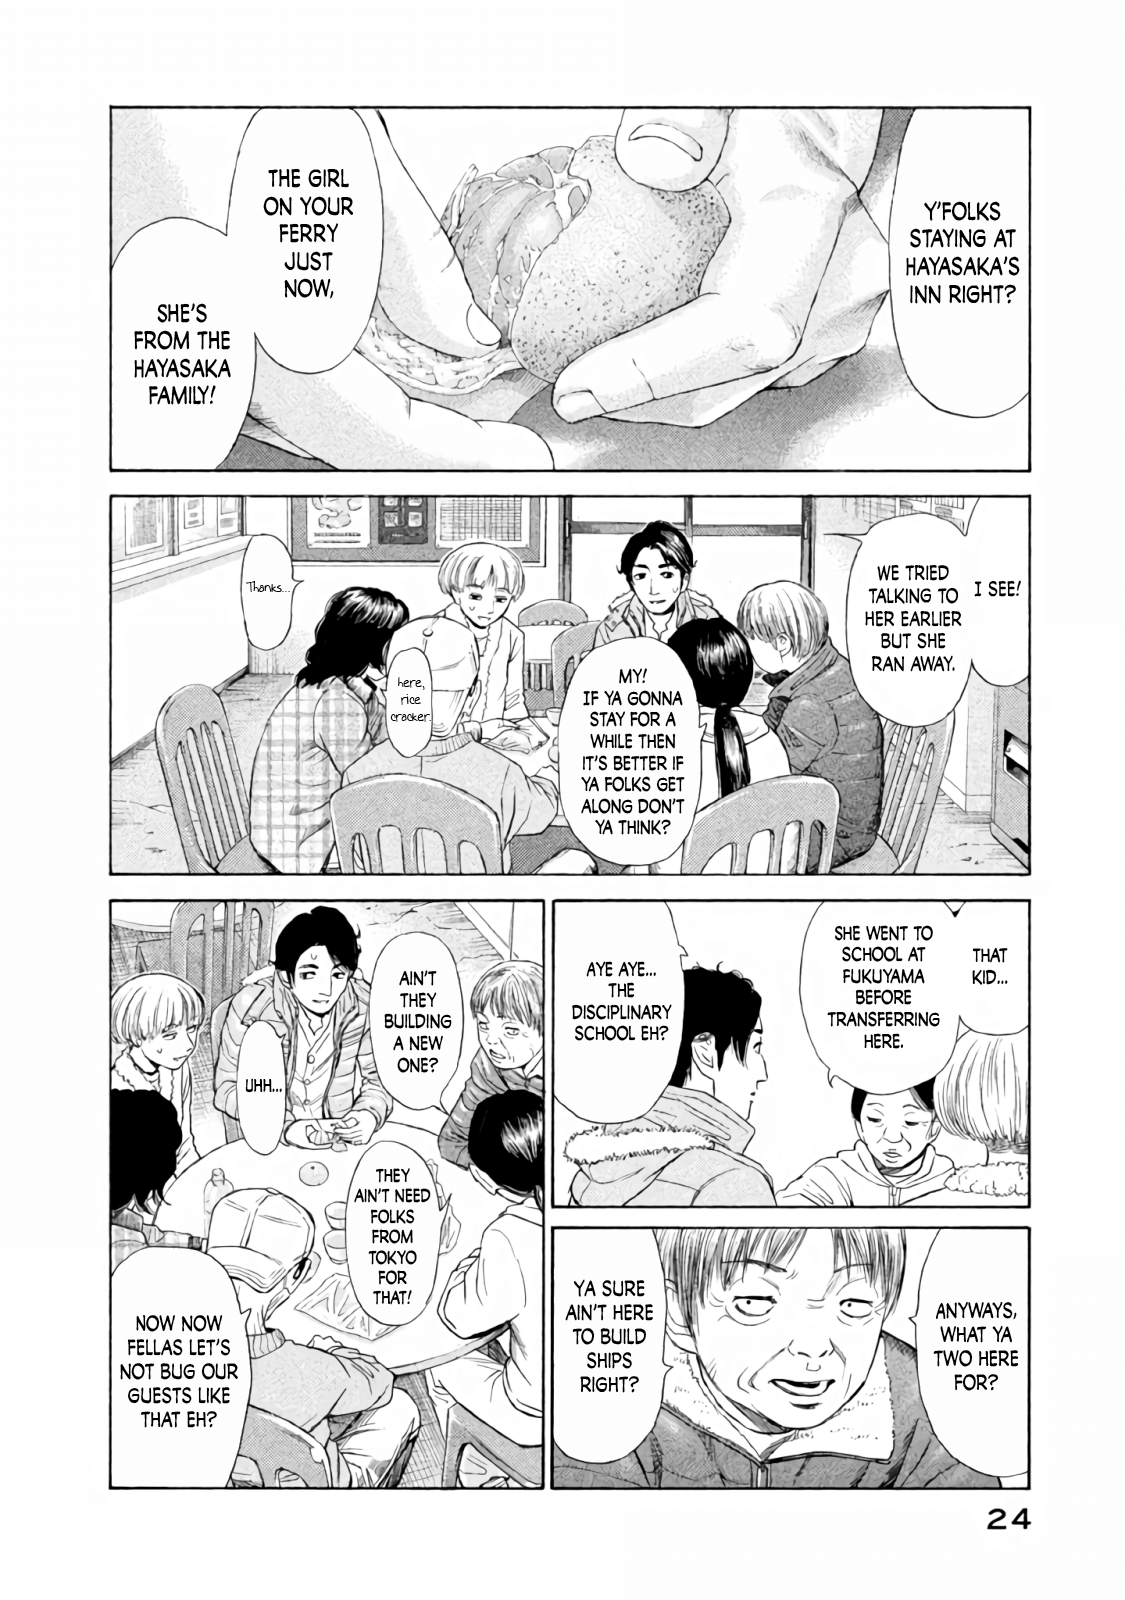 Y'FOLKS
STAYING AT
HAYASAKA'S
INN RIGHT?
THE GIRL
ON YOUR
FERRY
JUST
NOW,
SHE'S
FROM THE
HAYASAKA
FAMILY!
I SEE!
WE TRIED
TALKING TO
HER EARLIER
BUT SHE
RAN AWAY.
MY!
IF YA GONNA
STAY FOR A
WHILE THEN
IT'S BETTER IF
YA FOLKS GET
ALONG DON'T
YA THINK?
here,
rice
cracker.
Thanks...
THAT
KID...
SHE WENT TO
SCHOOL AT
FUKUYAMA
BEFORE
TRANSFERRING
HERE.
AYE AYE...
THE
DISCIPLINARY
SCHOOL EH?
ANYWAYS,
WHAT YA
TWO HERE
FOR?
YA SURE
AIN'T HERE
TO BUILD
SHIPS
RIGHT?
AIN'T
THEY
BUILDING
A NEW
ONE?
UHH...
THEY
AIN'T NEED
FOLKS
FROM
TOKYO
FOR
THAT!
NOW NOW
FELLAS LET'S
NOT BUG OUR
GUESTS LIKE
THAT EH?
24